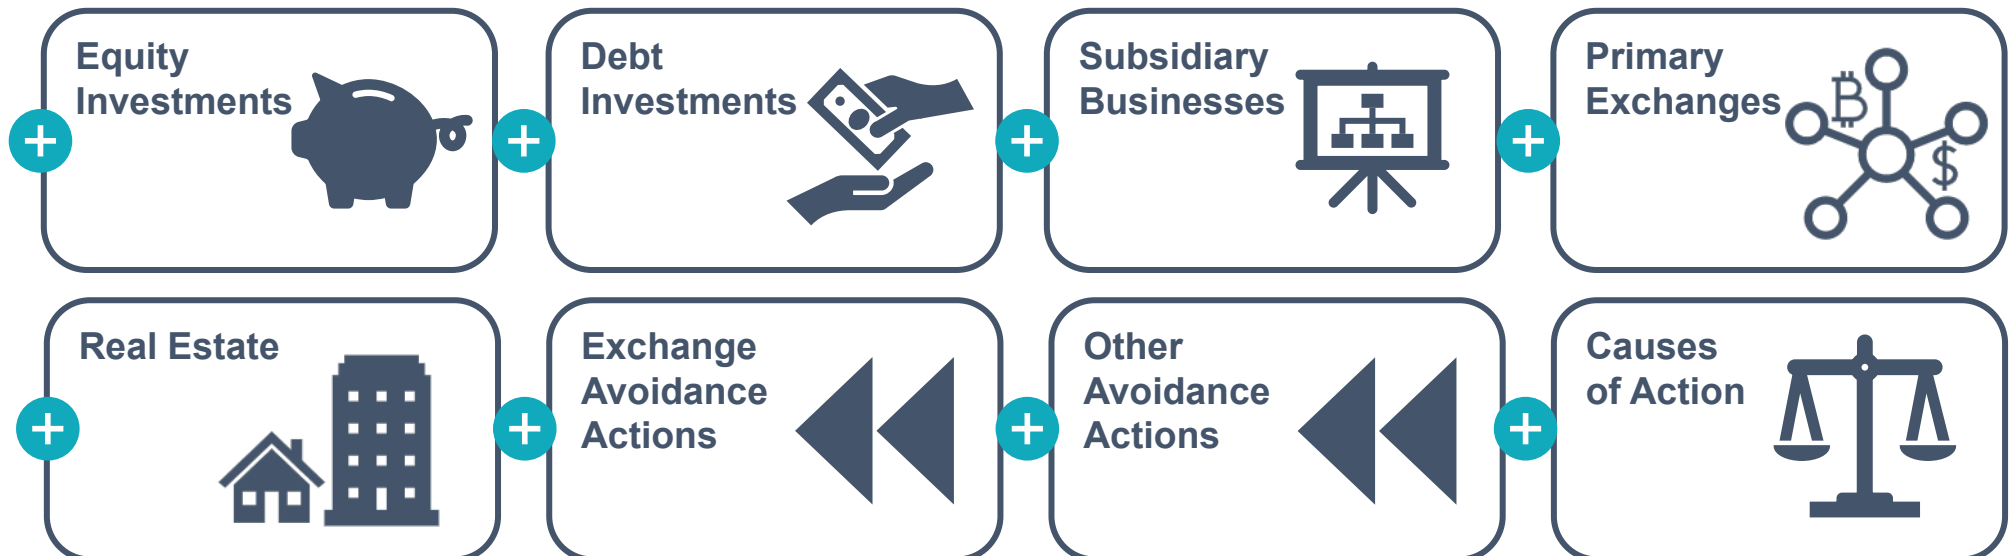 Equity
Investments
Debt
Investments
Subsidiary
Businesses
Primary
Exchanges
Real Estate
Exchange
Avoidance
Actions
Other
Avoidance
Actions
Causes
of Action